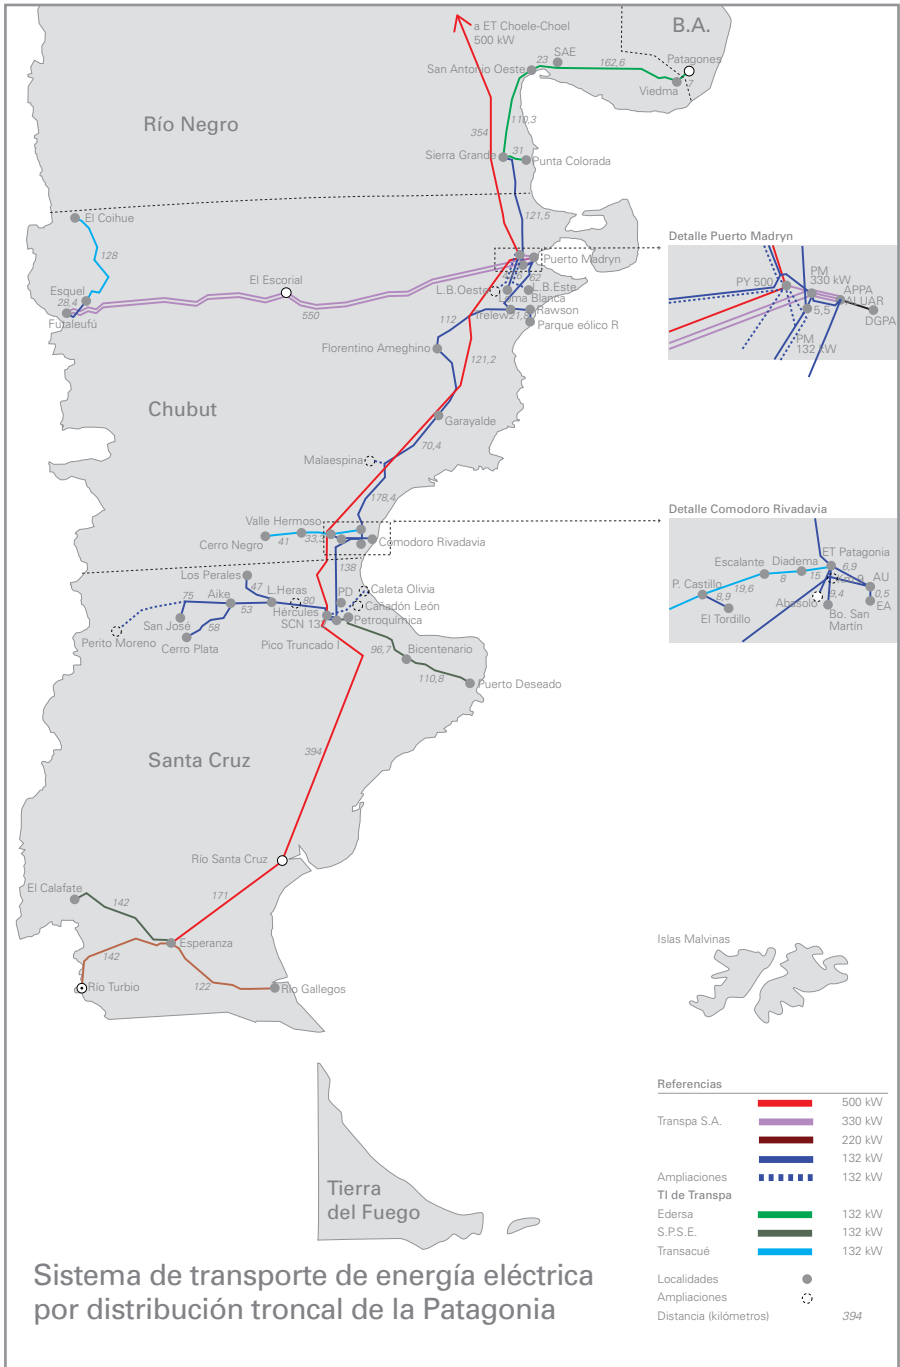 a ET Choele-Choel
500 kW
B.A.
SAE
23
162,6
Patagones
San Antonio Oeste
Viedma
7
Río Negro
110,3
354
31
Sierra Grande
Punta Colorada
El Coihue
121,5
128
Detalle Puerto Madryn
Puerto Madryn
El Escorial
62
Esquel
28,4
L.B.Oeste
L.B.Este
Loma Blanca
Futaleufú
550
112
Trelew
21,8
Rawson
Parque eólico R
Florentino Ameghino
121,2
PY 500
PM
330 kW
APPA
ALUAR
5,5
DGPA
PM
132 kW
Chubut
Garayalde
70,4
Malaespina
178,4
Detalle Comodoro Rivadavia
Valle Hermoso
Cerro Negro
41
33,3
Comodoro Rivadavia
138
ET Patagonia
Escalante
Diadema
6,9
8
15
AU
P. Castillo
19,6
8,9
9,4
0,5
Abasolo
EA
El Tordillo
Bo. San
Martín
Los Perales
47
L.Heras
PD
Caleta Olivia
75
Aike
80
Cañadón León
53
Hércules
Petroquímica
San José
58
SCN 13
Perito Moreno
Cerro Plata
Pico Truncado I
96,7
Bicentenario
110,8
Puerto Deseado
394
Santa Cruz
Río Santa Cruz
El Calafate
171
142
Esperanza
142
122
Río Turbio
Río Gallegos
Islas Malvinas
Tierra
del Fuego
Referencias
500 kW
Transpa S.A.
330 kW
220 kW
132 kW
Ampliaciones
132 kW
TI de Transpa
Edersa
132 kW
S.P.S.E.
132 kW
Transacué
132 kW
Localidades
Ampliaciones
Distancia (kilómetros)
394
Sistema de transporte de energía eléctrica
por distribución troncal de la Patagonia